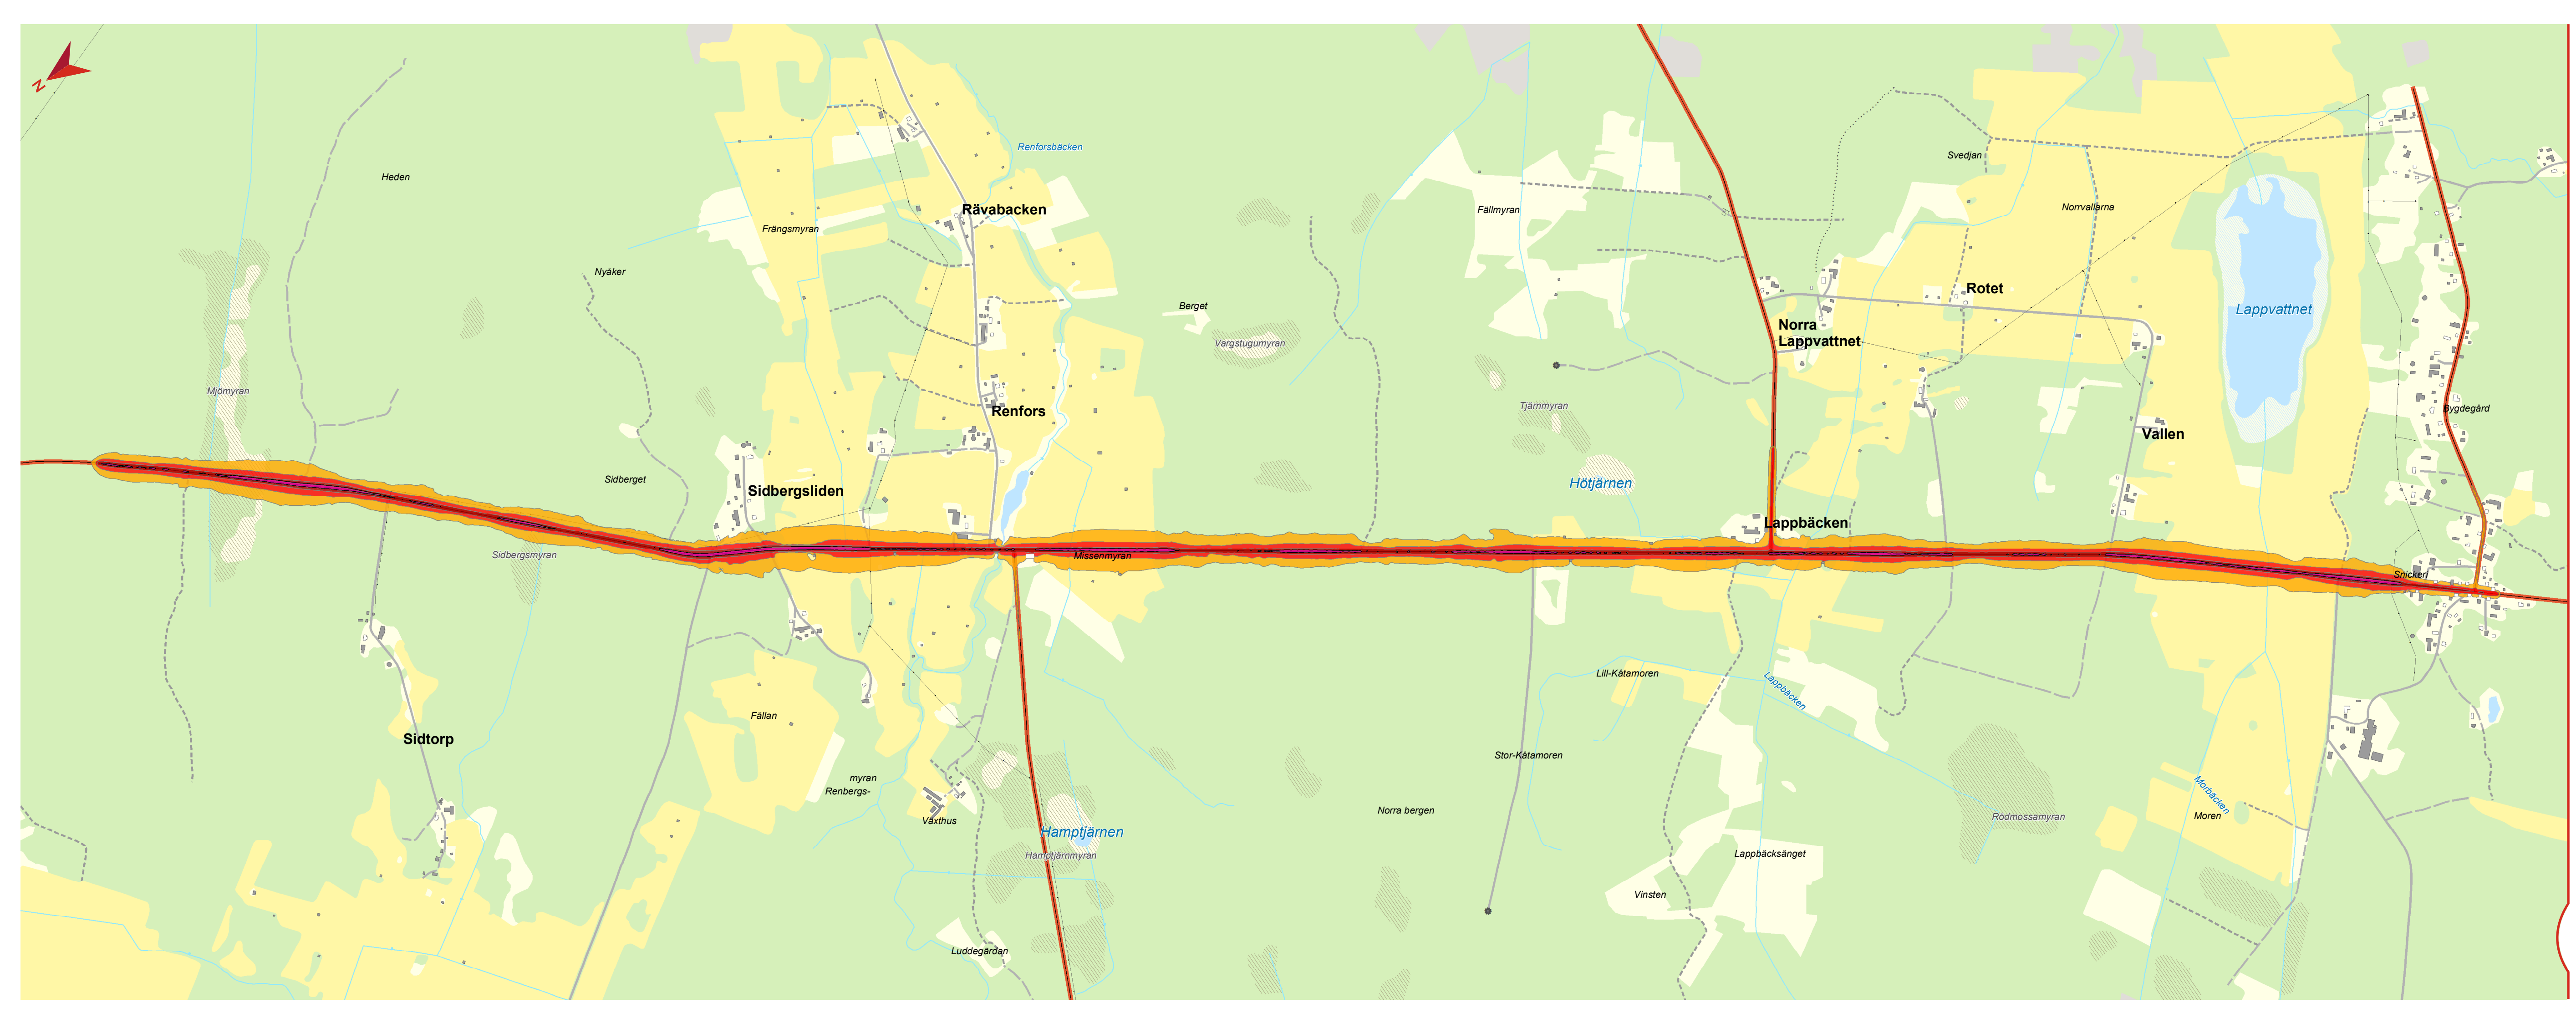 N
Heden
Renforsbäcken
Svedjan
Rävabacken
Fällmyran
Norrvallarna
Frängsmyran
Nyåker
Rotet
Berget
Lappvattnet
Norra
Lappvattnet
Vargstugumyran
Mjömyran
Tjärnmyran
Renfors
Bygdegård
Vallen
Sidberget
Sidbergsliden
Hötjärnen
Lappbäcken
Sidbergsmyran
Missenmyran
Snickeri
Lill-Kåtamoren
Lappbäcken
Fällan
Sidtorp
Stor-Kåtamoren
myran
Renbergs-
Morbäcken
Norra bergen
Växthus
Rödmossamyran
Moren
Hamptjärnen
Hamptjärnmyran
Lappbäcksänget
Vinsten
Luddegärdan